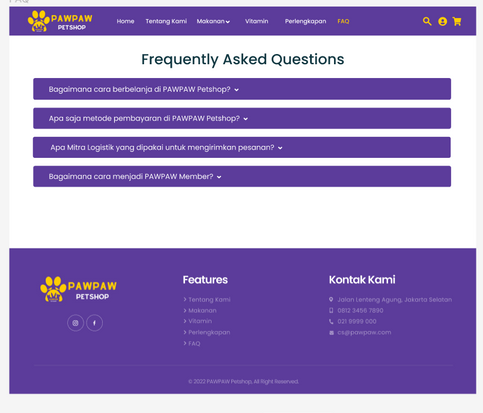 PAWPAW
PETSHOP
Home Tentang Kami Makanan Vitamin Perlengkapan FAQ
Frequently Asked Questions
Bagaimana cara berbelanja di PAWPAW Petshop?
Apa saja metode pembayaran di PAWPAW Petshop?
Apa Mitra Logistik yang dipakai untuk mengirimkan pesanan?
Bagaimana cara menjadi PAWPAW Member?
PAWPAW
PETSHOP
Features
Tentang Kami
Makanan
Vitamin
Perlengkapan
FAQ
Kontak Kami
Jalan Lenteng Agung, Jakarta Selatan
0812 3456 7890
021 9999 000
cs@pawpaw.com
© 2022 PAWPAW Petshop. All Right Reserved.